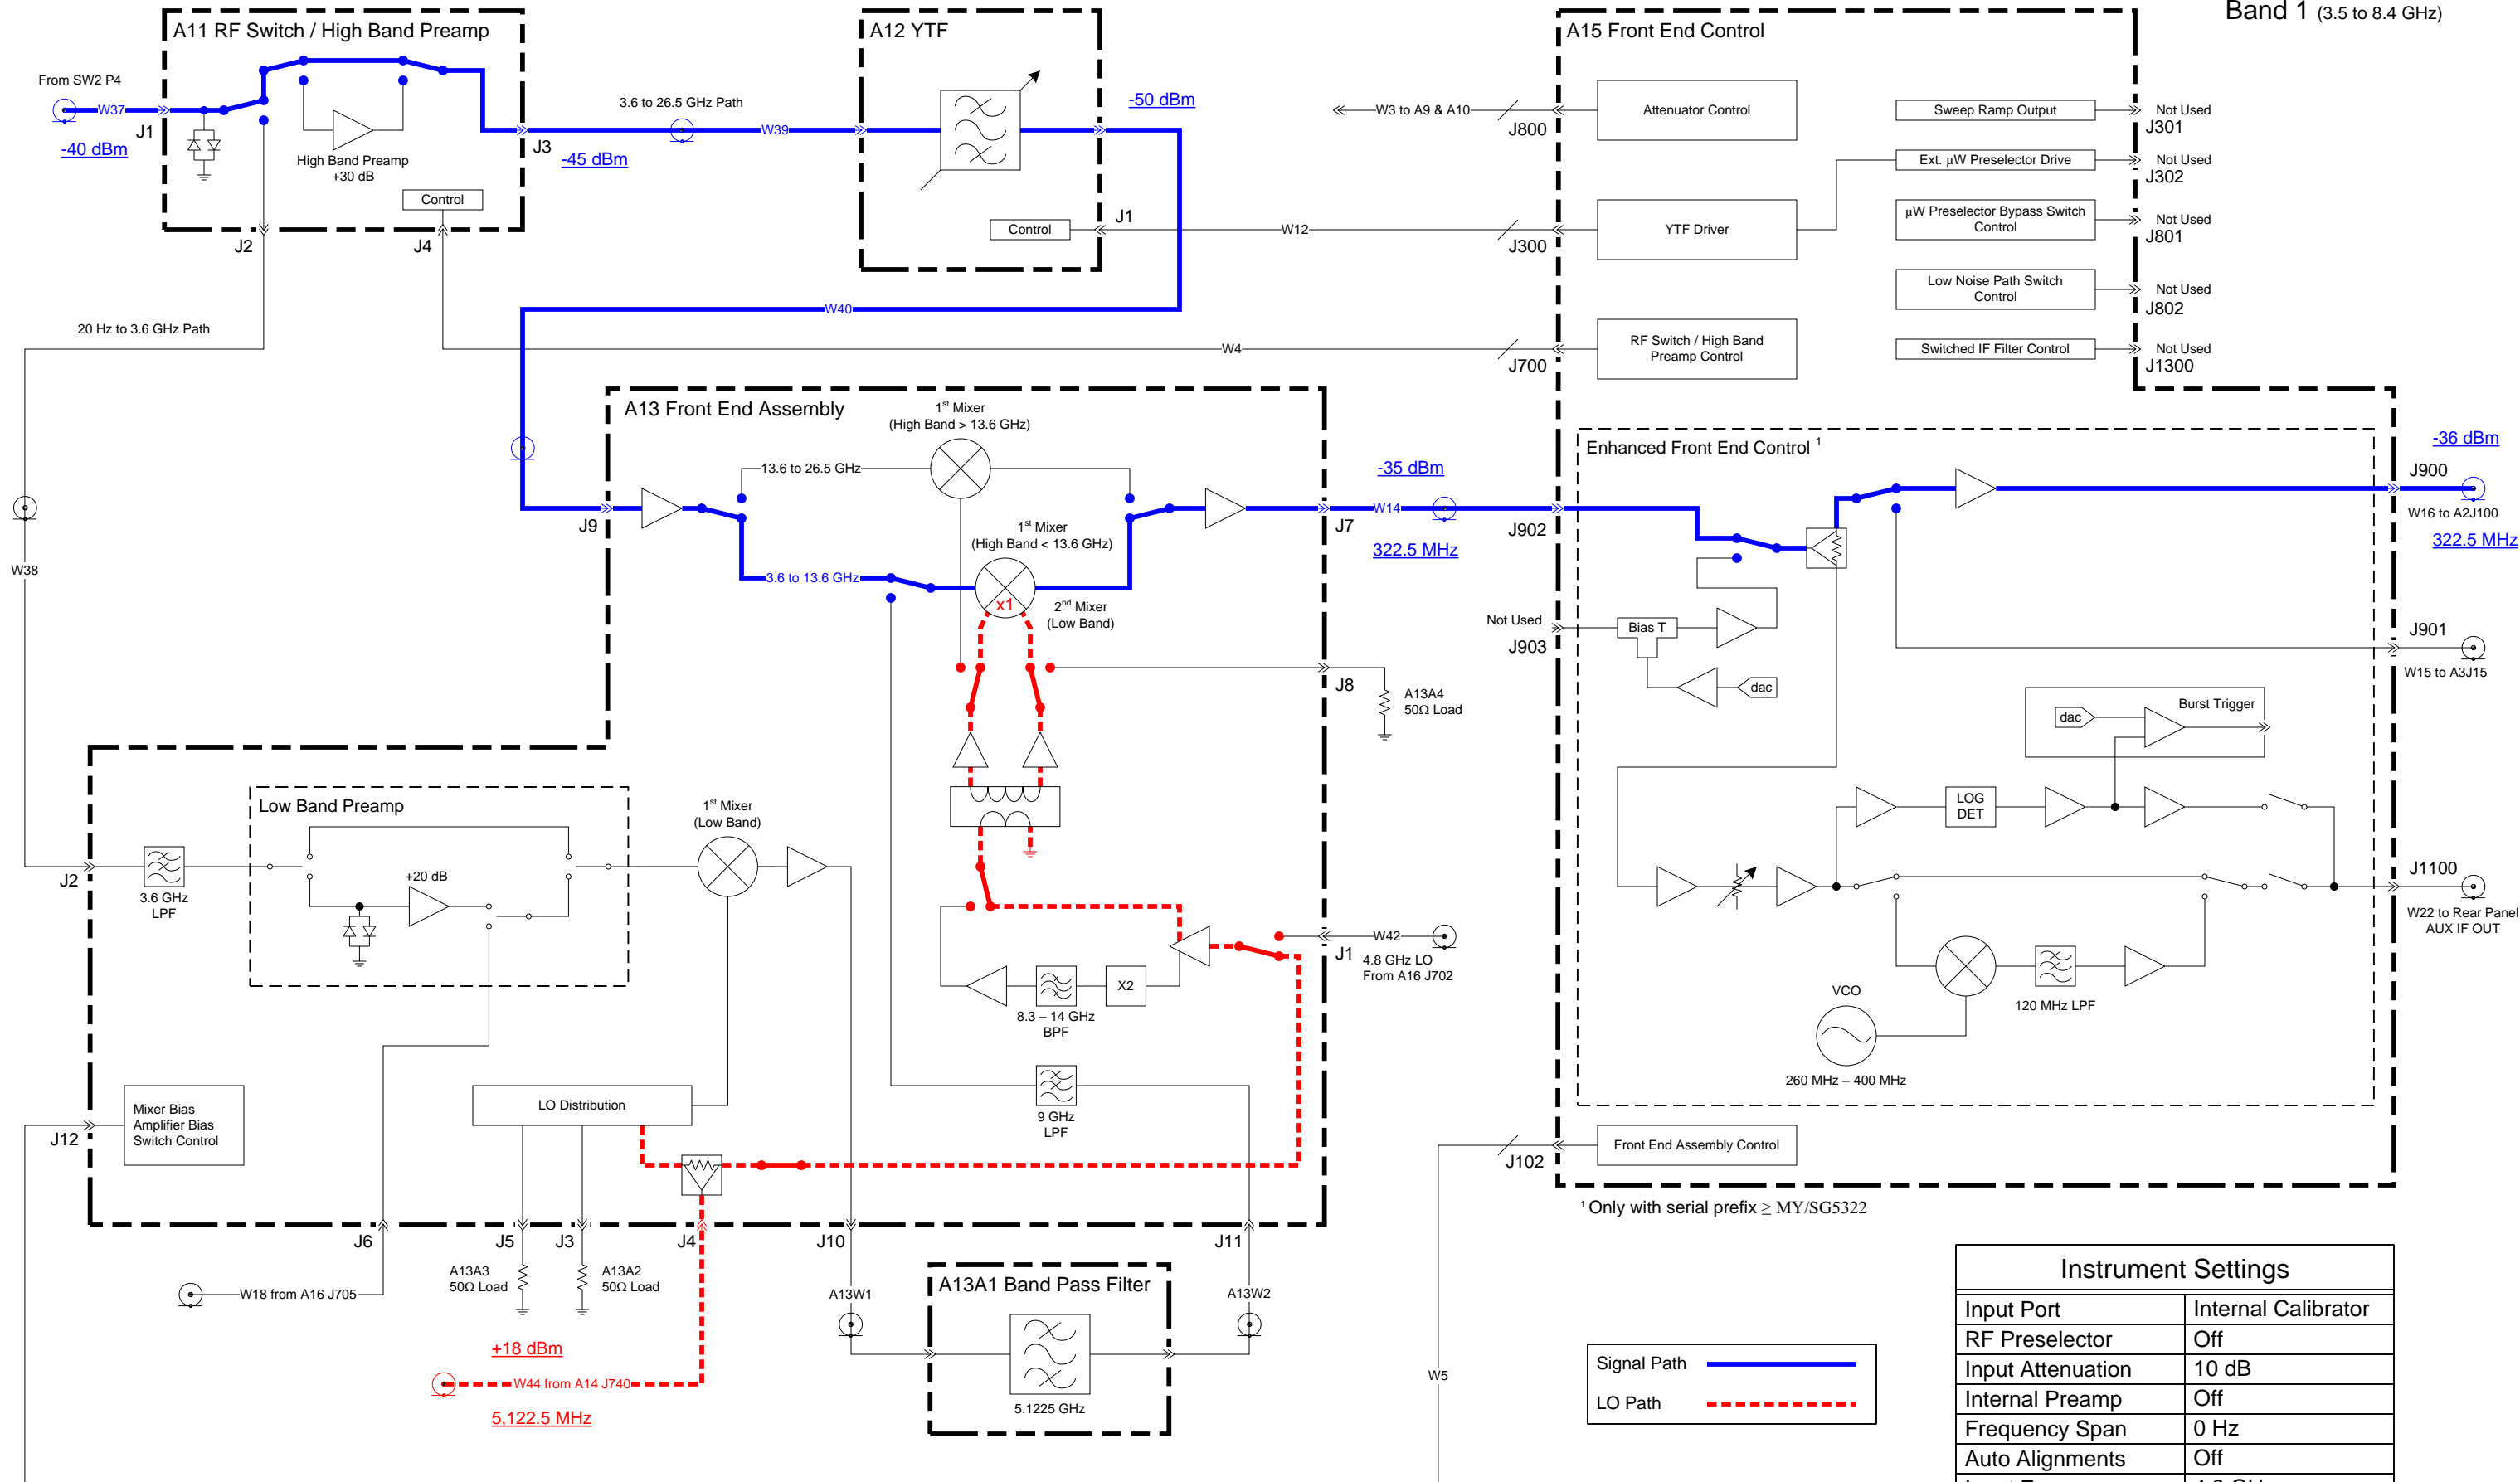 Band 1 (3.5 to 8.4 GHz)
A11 RF Switch / High Band Preamp
From SW2 P4
W37
J1
-40 dBm
High Band Preamp
+30 dB
Control
J2
J4
J3
-45 dBm
3.6 to 26.5 GHz Path
W39
A12 YTF
-50 dBm
Control
J1
W12
W40
20 Hz to 3.6 GHz Path
W4
W38
A15 Front End Control
W3 to A9 & A10
J800
Attenuator Control
J300
YTF Driver
J700
RF Switch / High Band
Preamp Control
Sweep Ramp Output
Not Used
J301
Ext. µW Preselector Drive
Not Used
J302
µW Preselector Bypass Switch
Control
Not Used
J801
Low Noise Path Switch
Control
Not Used
J802
Switched IF Filter Control
Not Used
J1300
A13 Front End Assembly
1st Mixer
(High Band > 13.6 GHz)
13.6 to 26.5 GHz
J9
1st Mixer
(High Band < 13.6 GHz)
3.6 to 13.6 GHz
x1
2nd Mixer
(Low Band)
J7
-35 dBm
W14
322.5 MHz
J902
J8
A13A4
50Ω Load
Enhanced Front End Control 1
-36 dBm
J900
W16 to A2J100
322.5 MHz
Not Used
J903
Bias T
dac
J901
W15 to A3J15
Burst Trigger
dac
LOG
DET
J1100
W22 to Rear Panel
AUX IF OUT
VCO
260 MHz – 400 MHz
120 MHz LPF
J102
Front End Assembly Control
1 Only with serial prefix ≥ MY/SG5322
J2
3.6 GHz
LPF
Low Band Preamp
+20 dB
1st Mixer
(Low Band)
J1
W42
4.8 GHz LO
From A16 J702
X2
8.3 – 14 GHz
BPF
9 GHz
LPF
J12
Mixer Bias
Amplifier Bias
Switch Control
LO Distribution
J6
J5
J3
J4
J10
J11
W18 from A16 J705
A13A3
50Ω Load
A13A2
50Ω Load
+18 dBm
W44 from A14 J740
5,122.5 MHz
A13W1
A13A1 Band Pass Filter
5.1225 GHz
A13W2
W5
Signal Path
LO Path
Instrument Settings
Input Port Internal Calibrator
RF Preselector Off
Input Attenuation 10 dB
Internal Preamp Off
Frequency Span 0 Hz
Auto Alignments Off